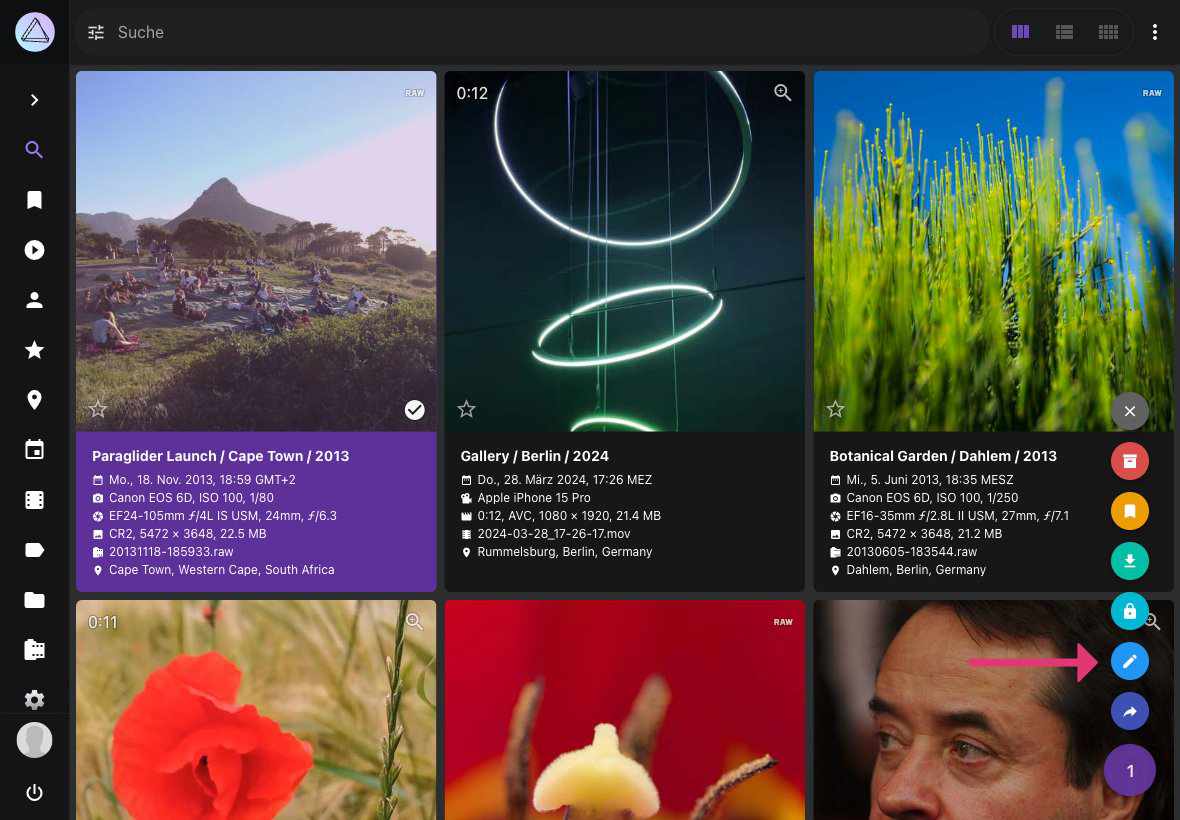 Suche
RAW
Paraglider Launch / Cape Town / 2013
Mo., 18. Nov. 2013, 18:59 GMT+2
Canon EOS 6D, ISO 100, 1/80
EF24-105mm ƒ/4L IS USM, 24mm, ƒ/6.3
CR2, 5472 × 3648, 22.5 MB
20131118-185933.raw
Cape Town, Western Cape, South Africa
0:12
Gallery / Berlin / 2024
Do., 28. März 2024, 17:26 MEZ
Apple iPhone 15 Pro
0:12, AVC, 1080 × 1920, 21.4 MB
2024-03-28_17-26-17.mov
Rummelsburg, Berlin, Germany
RAW
Botanical Garden / Dahlem / 2013
Mi., 5. Juni 2013, 18:35 MESZ
Canon EOS 6D, ISO 100, 1/250
EF16-35mm ƒ/2.8L II USM, 27mm, ƒ/7.1
CR2, 5472 × 3648, 21.2 MB
20130605-183544.raw
Dahlem, Berlin, Germany
0:11
RAW
1